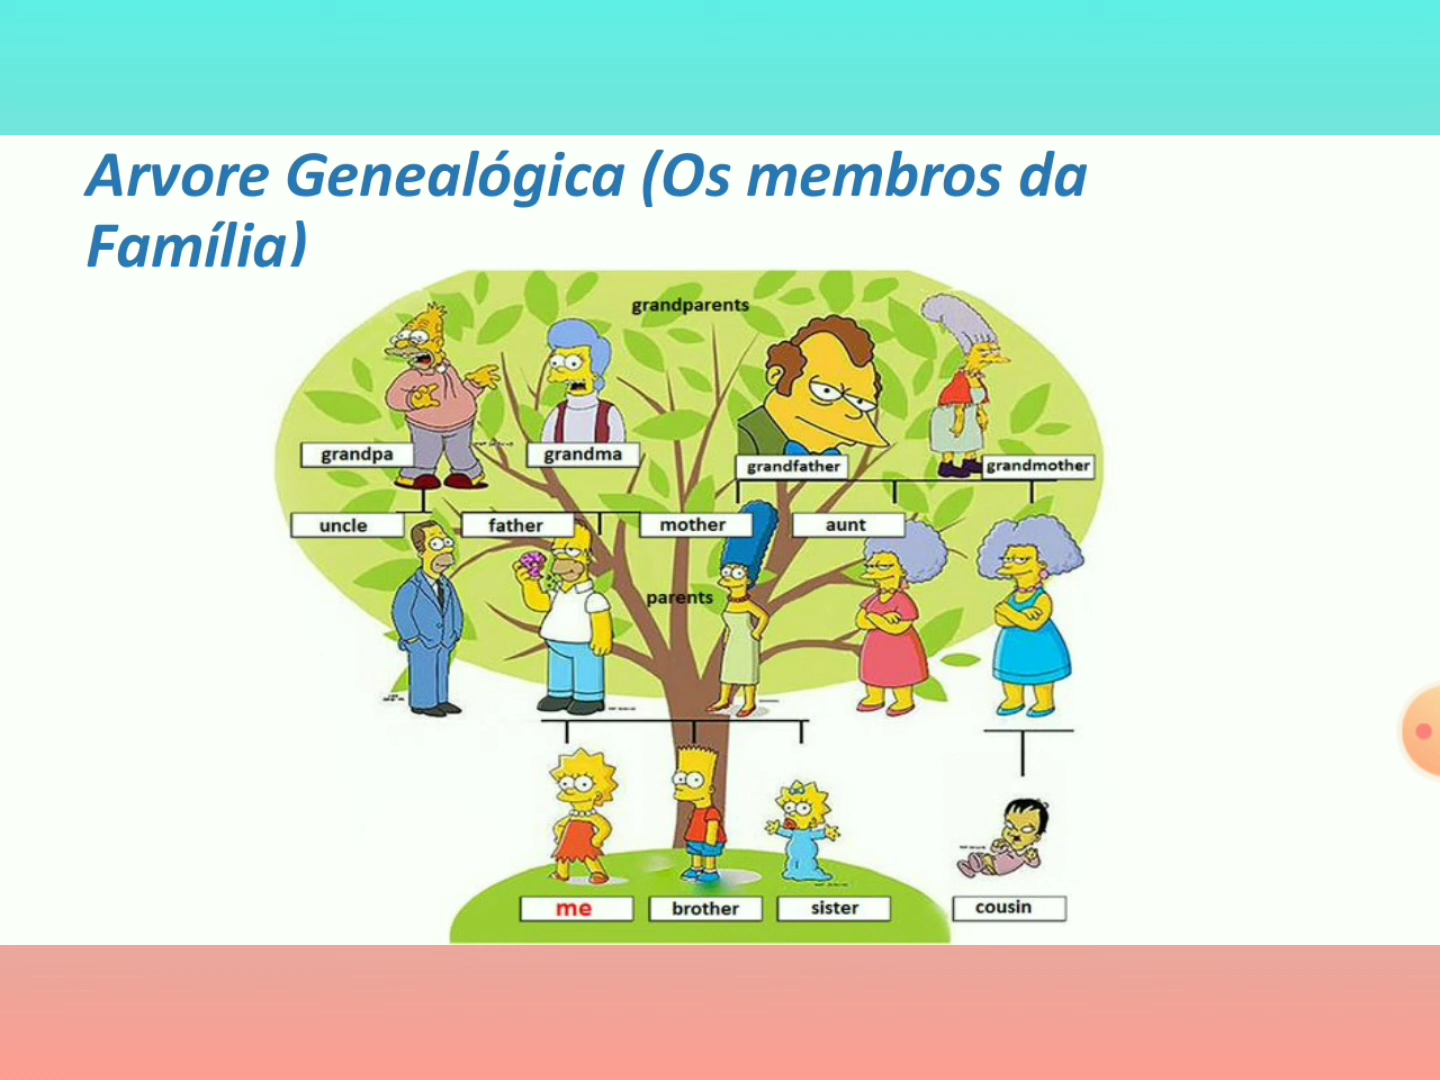 Arvore Genealógica (Os membros da
Família)
grandparents
grandpa
grandma
grandfather
grandmother
uncle
father
mother
aunt
parents
me
brother
sister
cousin